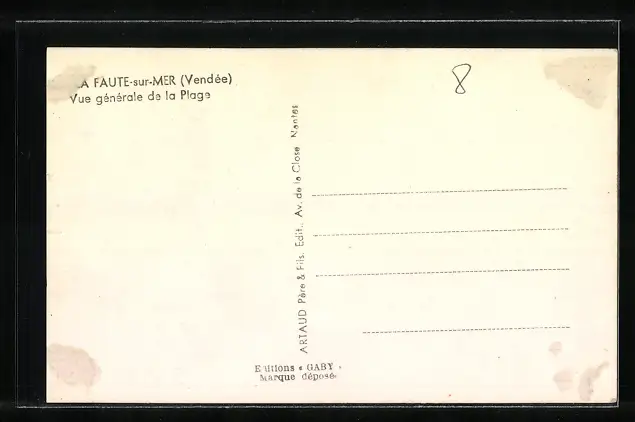 LA FAUTE-sur-MER (Vendée)
Vue générale de la Plage
8
ARTAUD Père & Fils. Edit., Av. de la Close Nantes
Editions « GABY »
Marque déposée